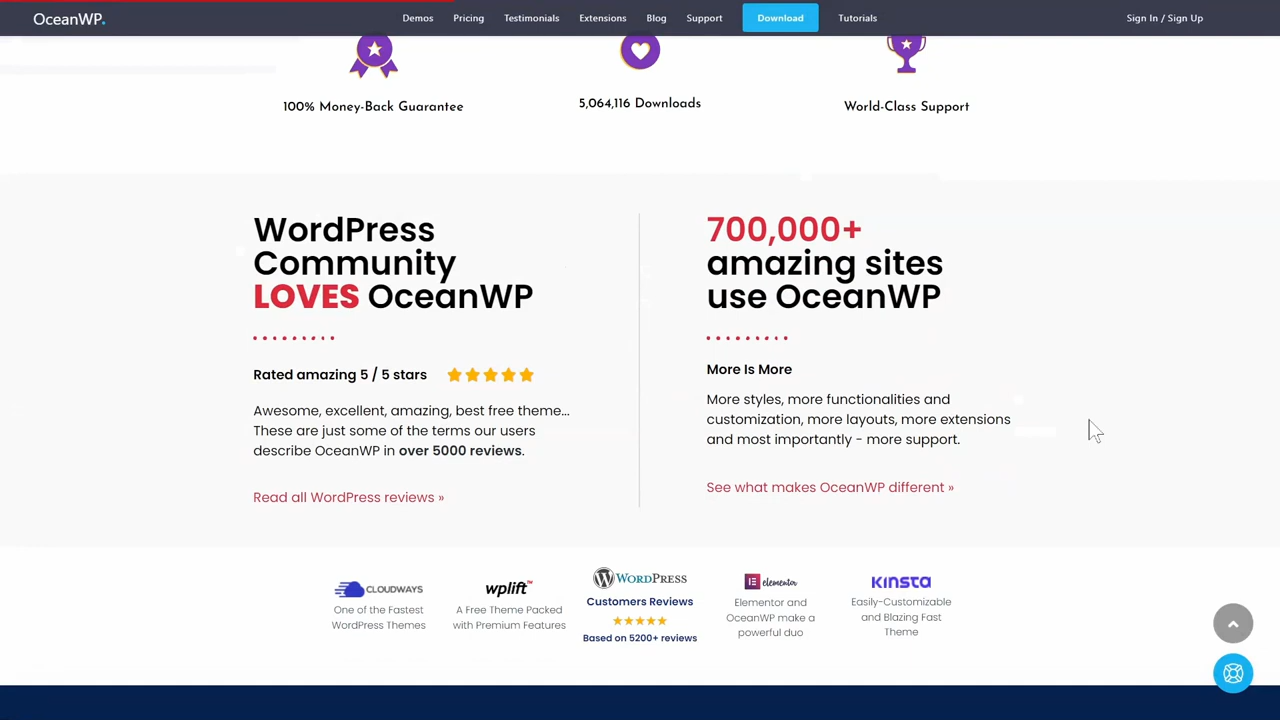 OceanWP.
Demos
Pricing
Testimonials
Extensions
Blog
Support
Download
Tutorials
Sign In / Sign Up
100% Money-Back Guarantee
5,064,116 Downloads
World-Class Support
WordPress
Community
LOVES OceanWP
Rated amazing 5 / 5 stars
Awesome, excellent, amazing, best free theme...
These are just some of the terms our users
describe OceanWP in over 5000 reviews.
Read all WordPress reviews »
700,000+
amazing sites
use OceanWP
More Is More
More styles, more functionalities and
customization, more layouts, more extensions
and most importantly - more support.
See what makes OceanWP different »
CLOUDWAYS
One of the Fastest
WordPress Themes
wplift™
A Free Theme Packed
with Premium Features
WORDPRESS
Customers Reviews
Based on 5200+ reviews
elementor
Elementor and
OceanWP make a
powerful duo
KINSTA
Easily-Customizable
and Blazing Fast
Theme